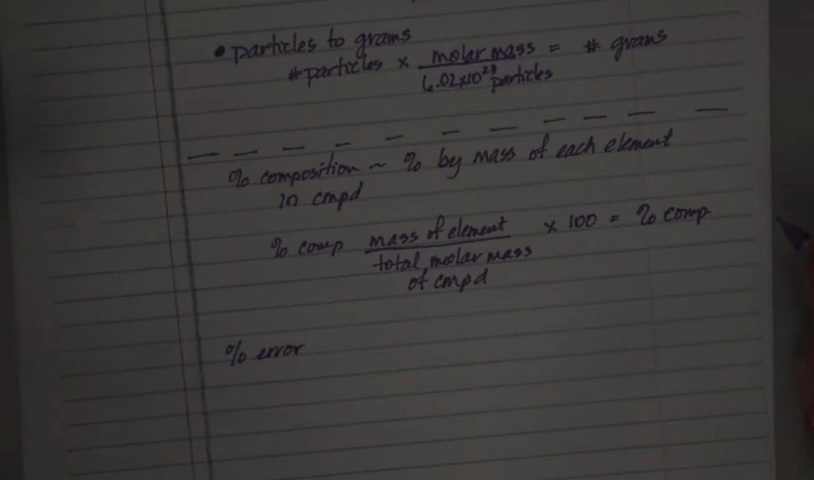 • particles to grams
# particles × molar mass / 6.02x10²³ particles = # grams
% composition ~ % by mass of each element
in cmpd
% comp mass of element / total molar mass of cmpd × 100 = % comp
% error